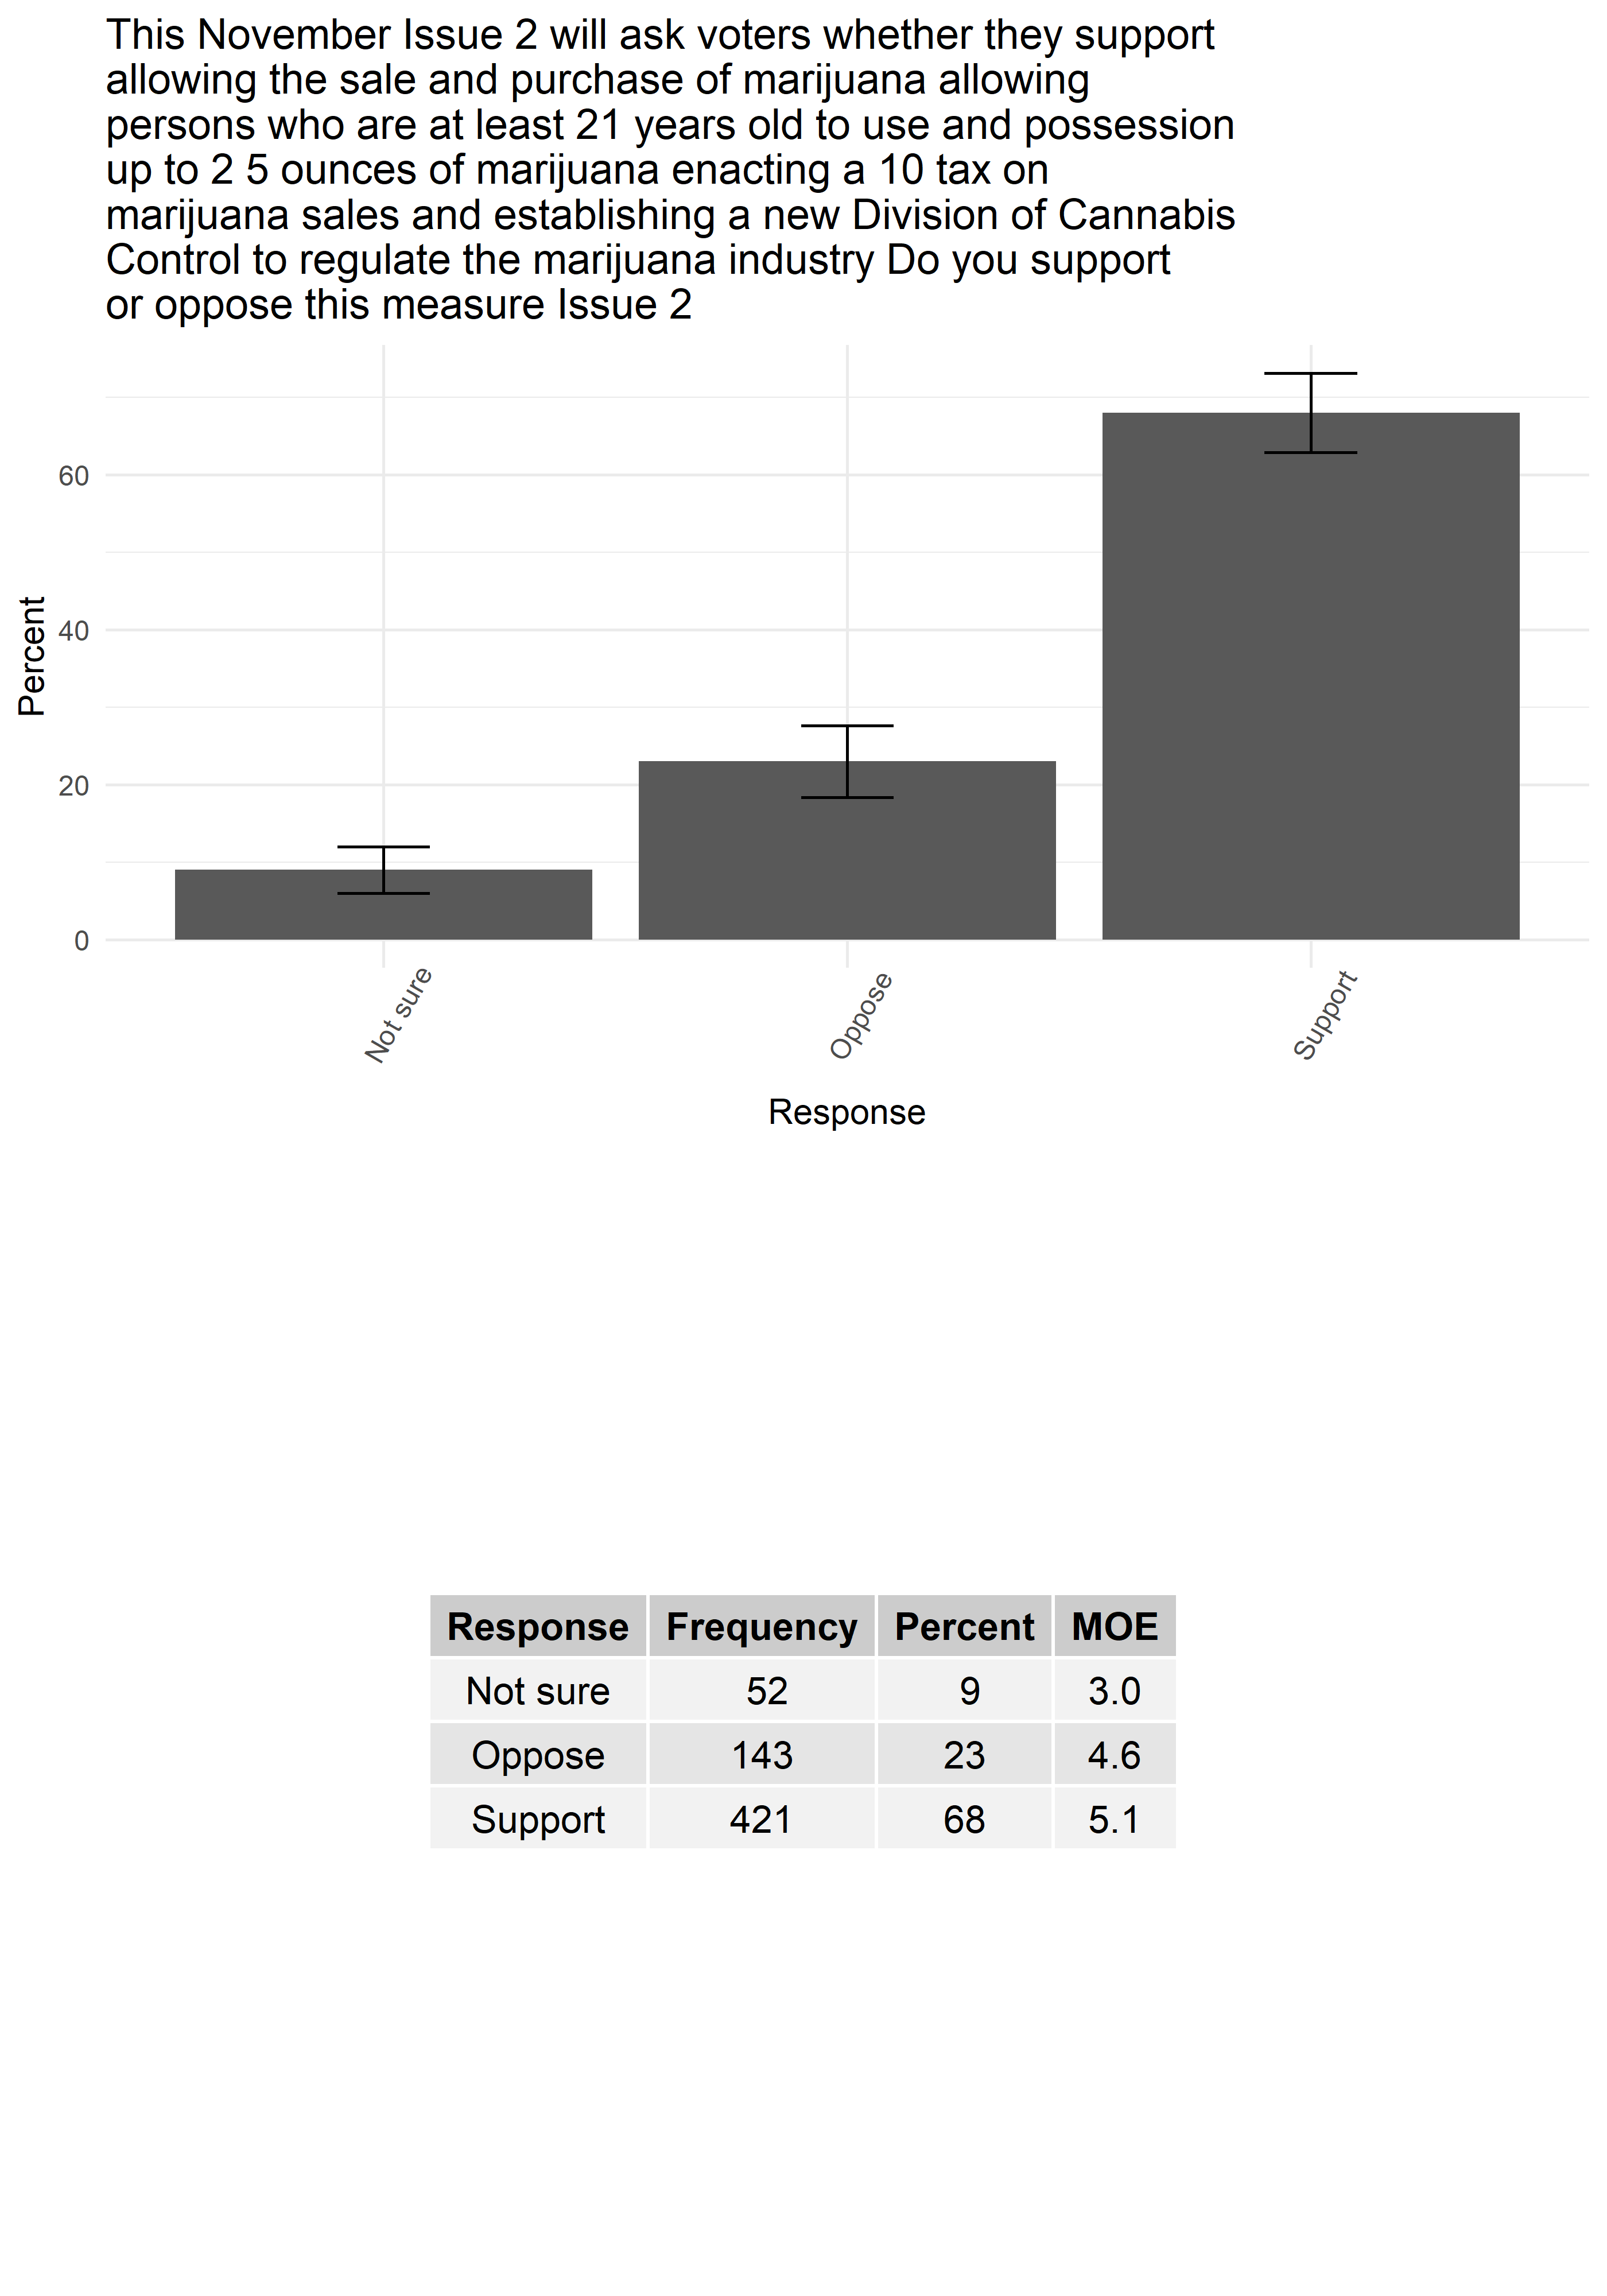 This November Issue 2 will ask voters whether they support
allowing the sale and purchase of marijuana allowing
persons who are at least 21 years old to use and possession
up to 2 5 ounces of marijuana enacting a 10 tax on
marijuana sales and establishing a new Division of Cannabis
Control to regulate the marijuana industry Do you support
or oppose this measure Issue 2
60
40
20
0
Percent
Not sure
Oppose
Support
Response
Response Frequency Percent MOE
Not sure 52 9 3.0
Oppose 143 23 4.6
Support 421 68 5.1